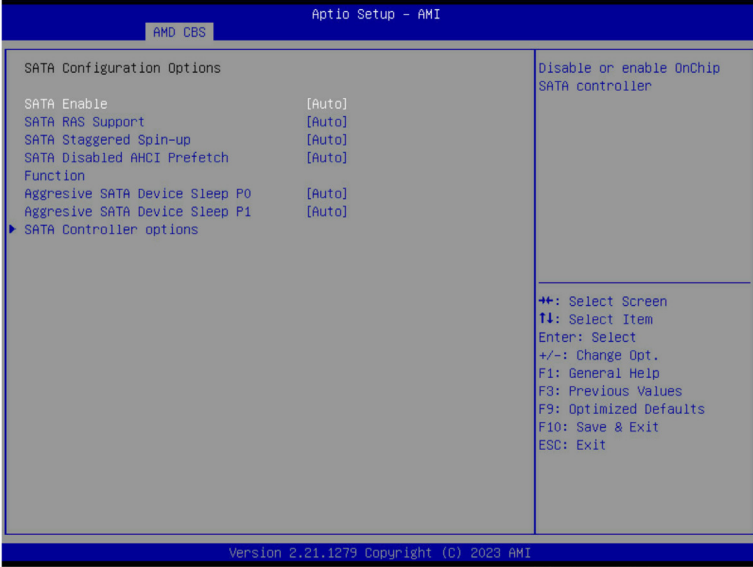 Aptio Setup – AMI
AMD CBS
SATA Configuration Options
SATA Enable [Auto]
SATA RAS Support [Auto]
SATA Staggered Spin-up [Auto]
SATA Disabled AHCI Prefetch [Auto]
Function
Aggresive SATA Device Sleep P0 [Auto]
Aggresive SATA Device Sleep P1 [Auto]
▶ SATA Controller options
Disable or enable OnChip
SATA controller
→←: Select Screen
↑↓: Select Item
Enter: Select
+/-: Change Opt.
F1: General Help
F3: Previous Values
F9: Optimized Defaults
F10: Save & Exit
ESC: Exit
Version 2.21.1279 Copyright (C) 2023 AMI